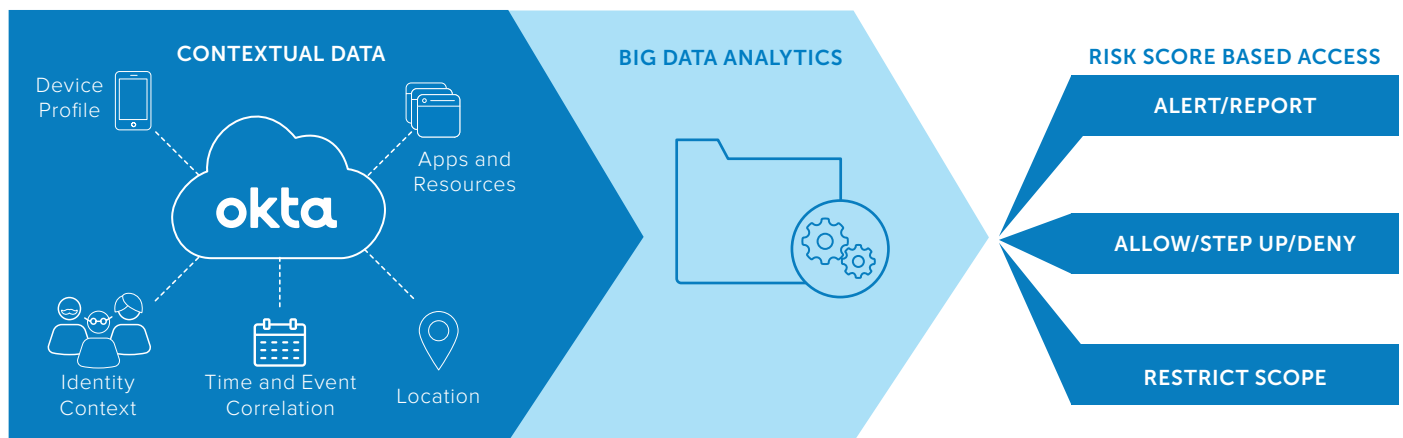 CONTEXTUAL DATA
Device
Profile
Apps and
Resources
okta
Identity
Context
Time and Event
Correlation
Location
BIG DATA ANALYTICS
RISK SCORE BASED ACCESS
ALERT/REPORT
ALLOW/STEP UP/DENY
RESTRICT SCOPE